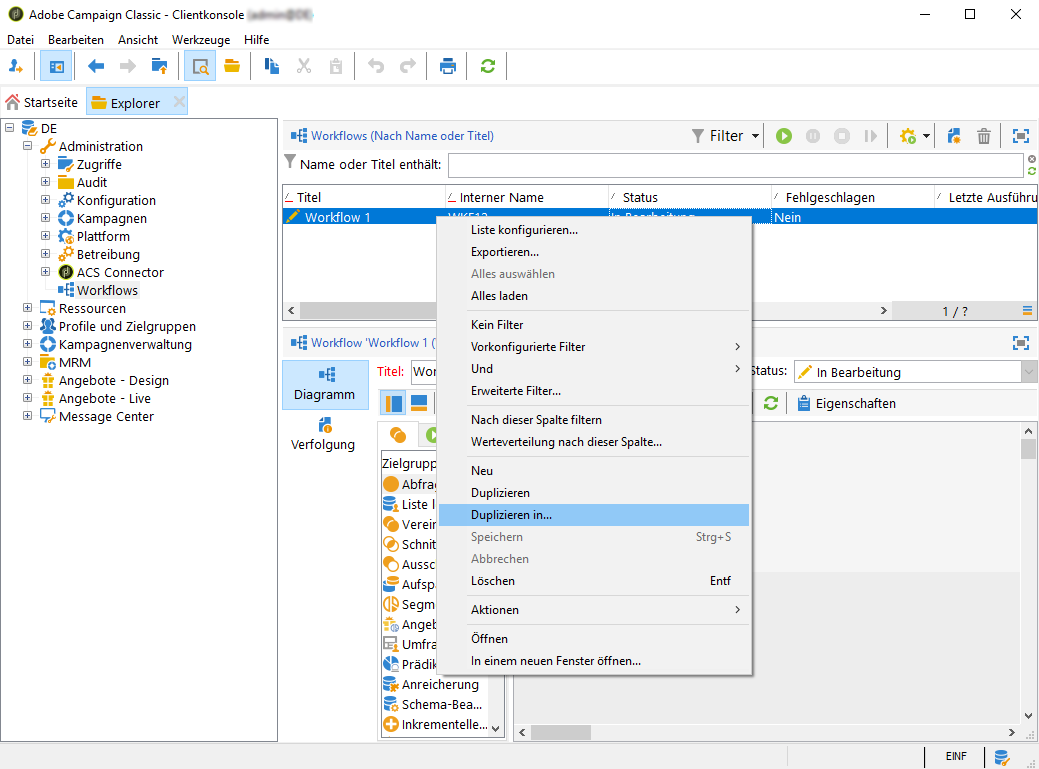 Adobe Campaign Classic - Clientkonsole
Datei Bearbeiten Ansicht Werkzeuge Hilfe
Startseite Explorer
DE
Administration
Zugriffe
Audit
Konfiguration
Kampagnen
Plattform
Betreibung
ACS Connector
Workflows
Ressourcen
Profile und Zielgruppen
Kampagnenverwaltung
MRM
Angebote - Design
Angebote - Live
Message Center
Workflows (Nach Name oder Titel)
Filter
Name oder Titel enthält:
Titel Interner Name Status Fehlgeschlagen Letzte Ausführu
Workflow 1 WKF12 In Bearbeitung Nein
1 / ?
Workflow 'Workflow 1 (
Diagramm
Verfolgung
Titel: Wor
Status: In Bearbeitung
Eigenschaften
Zielgrupp
Abfrag
Liste l
Verein
Schnit
Aussc
Aufspa
Segm
Angeb
Umfra
Prädik
Anreicherung
Schema-Bea...
Inkrementelle...
Liste konfigurieren...
Exportieren...
Alles auswählen
Alles laden
Kein Filter
Vorkonfigurierte Filter
Und
Erweiterte Filter...
Nach dieser Spalte filtern
Werteverteilung nach dieser Spalte...
Neu
Duplizieren
Duplizieren in...
Speichern Strg+S
Abbrechen
Löschen Entf
Aktionen
Öffnen
In einem neuen Fenster öffnen...
EINF